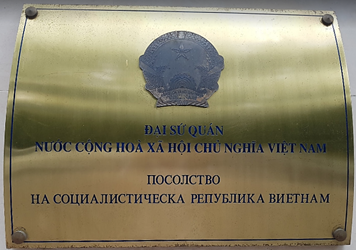 ĐẠI SỨ QUÁN
NƯỚC CỘNG HOÀ XÃ HỘI CHỦ NGHĨA VIỆT NAM
ПОСОЛСТВО
НА СОЦИАЛИСТИЧЕСКА РЕПУБЛИКА ВИЕТНАМ